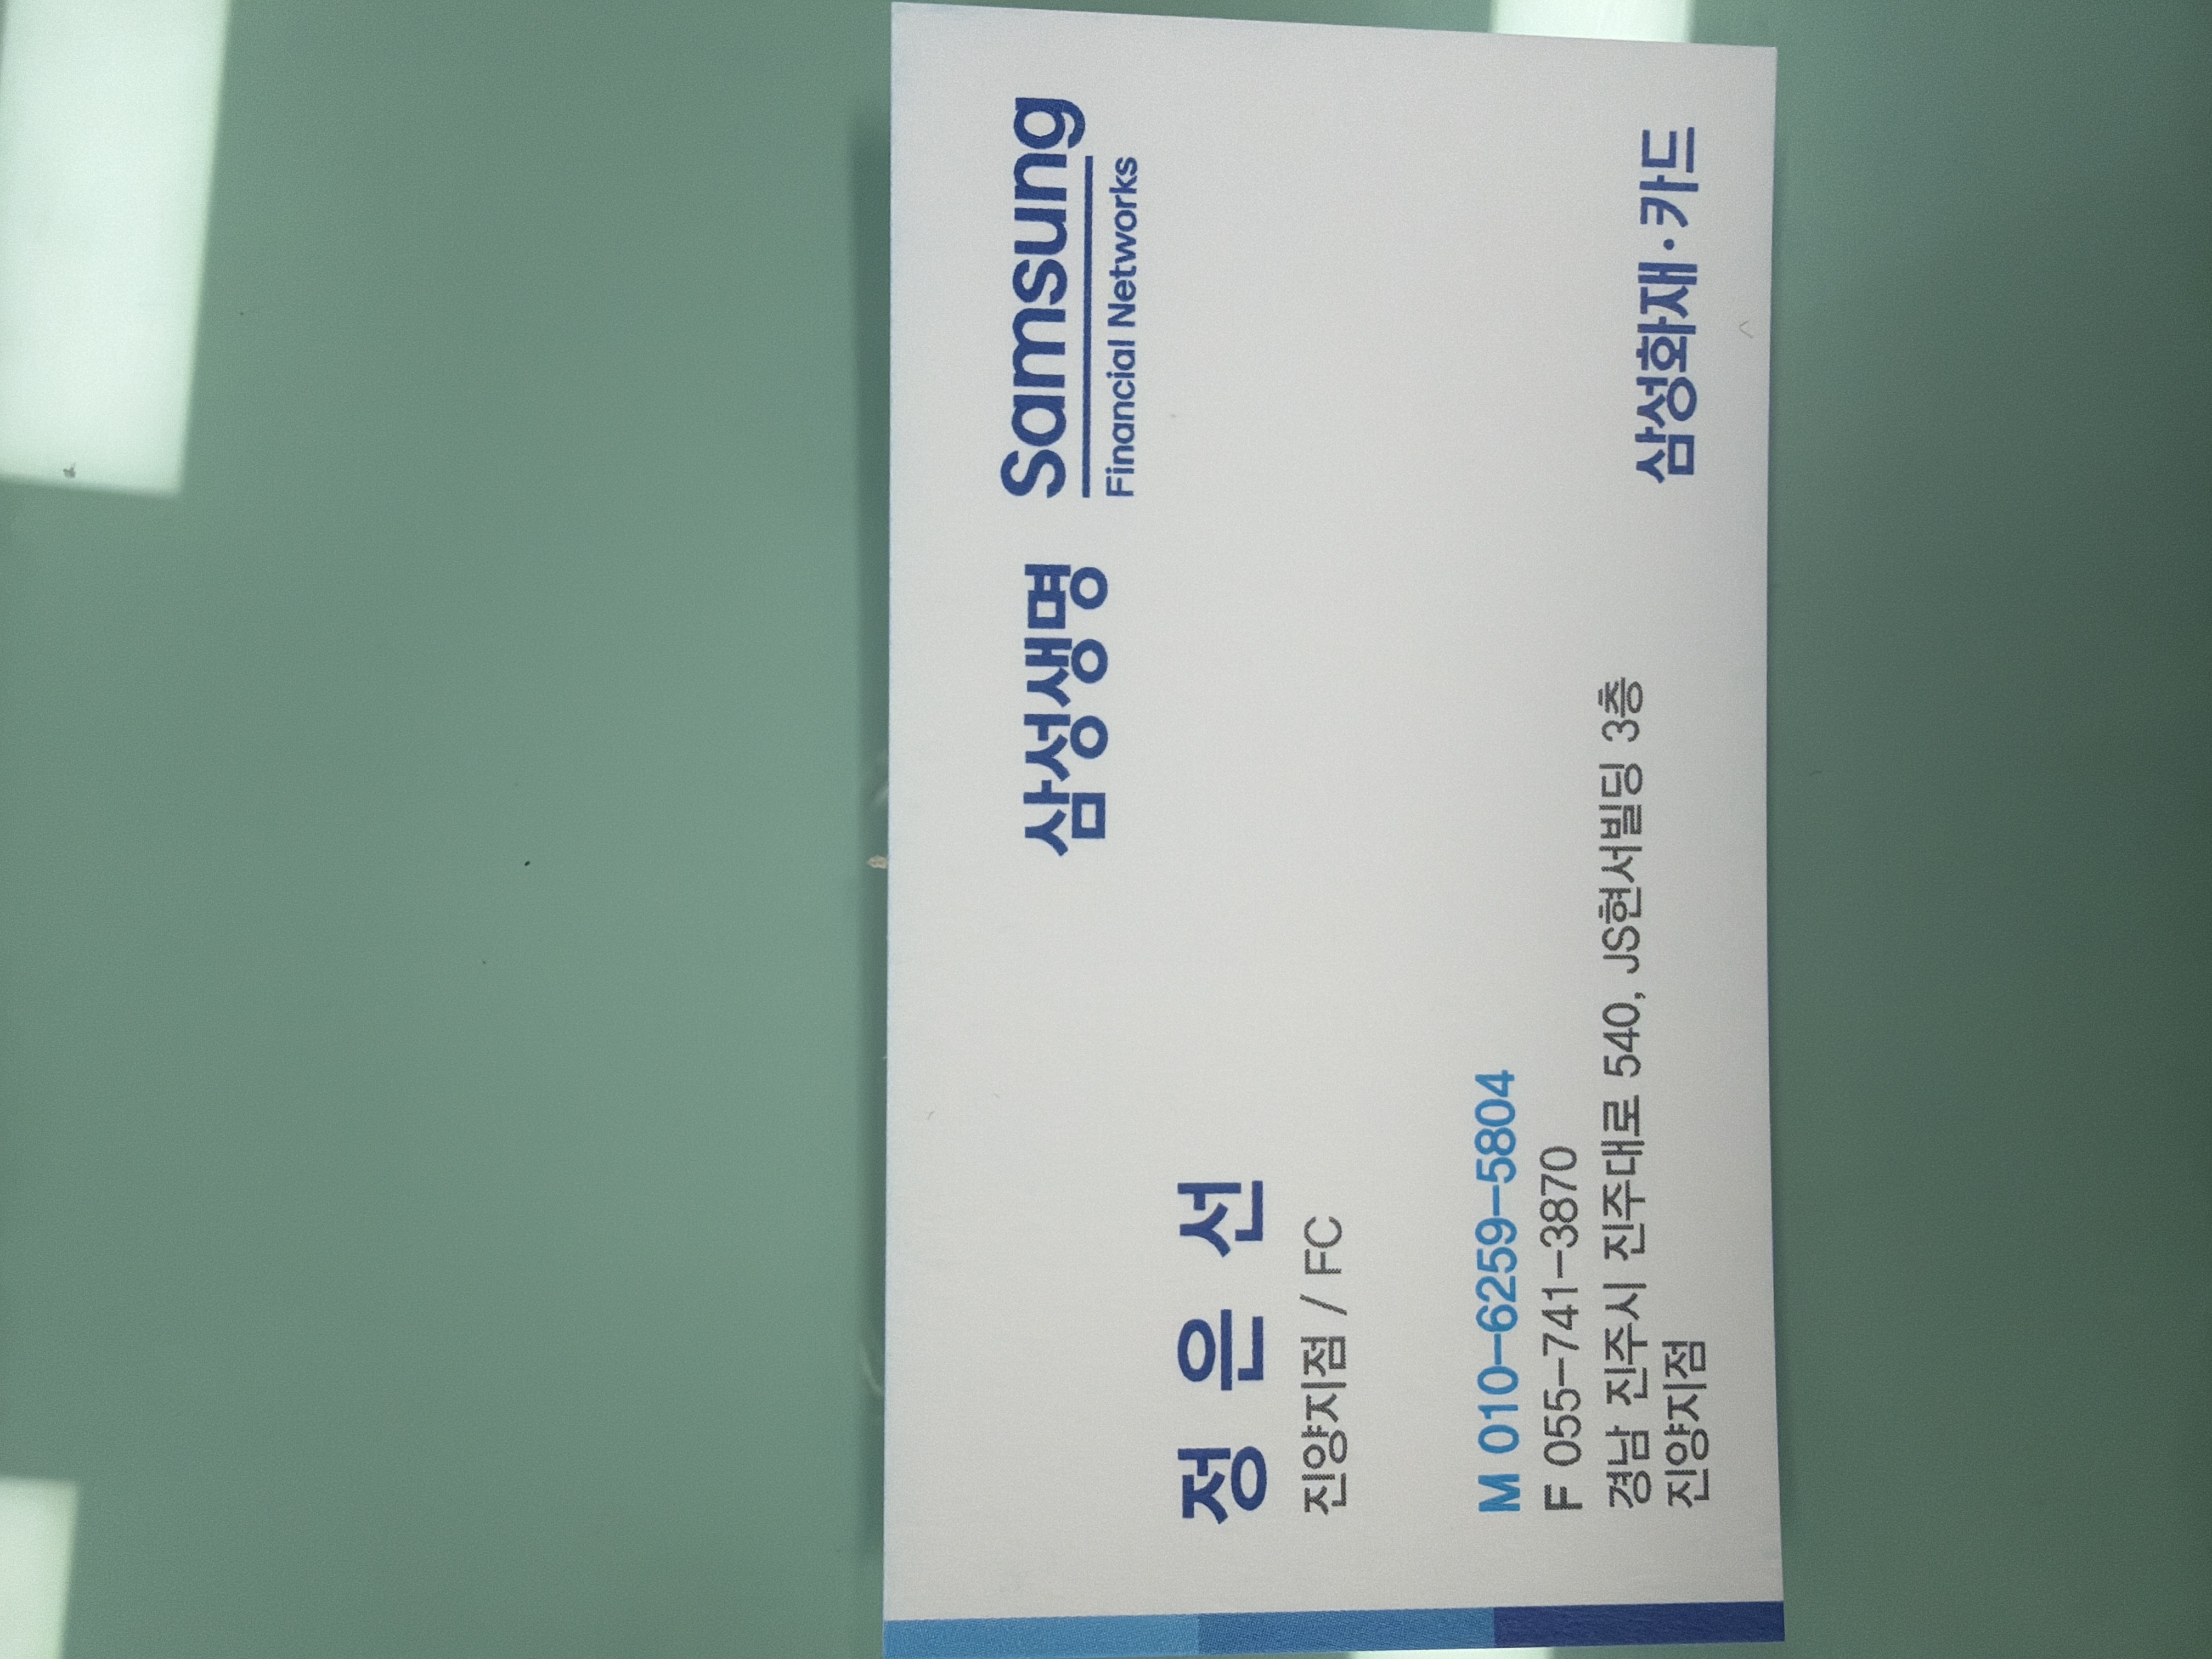 삼성생명 Samsung
Financial Networks
정 은 선
진양지점 / FC
M 010-6259-5804
F 055-741-3870
경남 진주시 진주대로 540, JS현서빌딩 3층
진양지점
삼성화재·카드